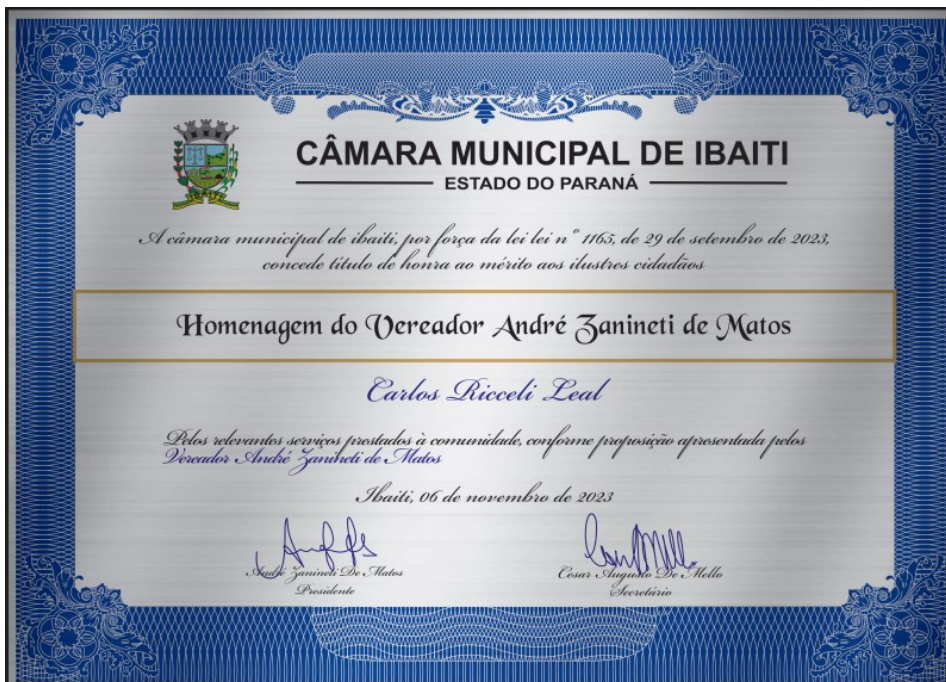 CÂMARA MUNICIPAL DE IBAITI
ESTADO DO PARANÁ
A câmara municipal de ibaiti, por força da lei lei n° 1165, de 29 de setembro de 2023,
concede titulo de honra ao mérito aos ilustres cidadãos
Homenagem do Vereador André Zanineti de Matos
Carlos Ricceli Leal
Pelos relevantes serviços prestados à comunidade, conforme proposição apresentada pelos
Vereador André Zanineti de Matos
Ibaiti, 06 de novembro de 2023
André Zanineti De Matos
Presidente
César Augusto De Mello
Secretário